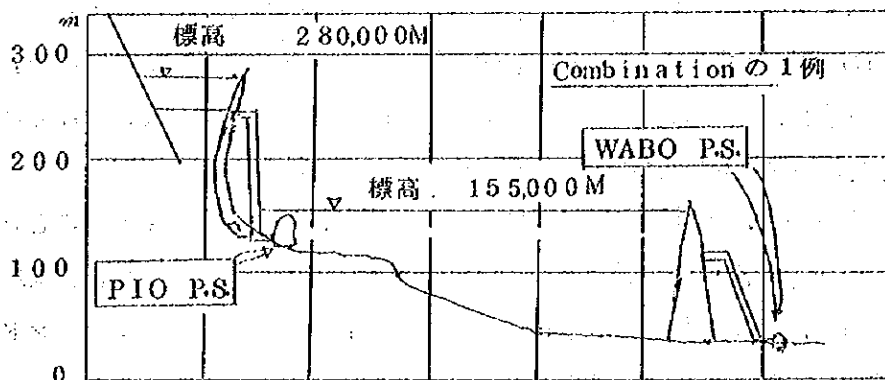 m
標高 280,000M
300
Combinationの1例
200
WABO P.S.
標高 155,000M
100
PIO P.S.
0